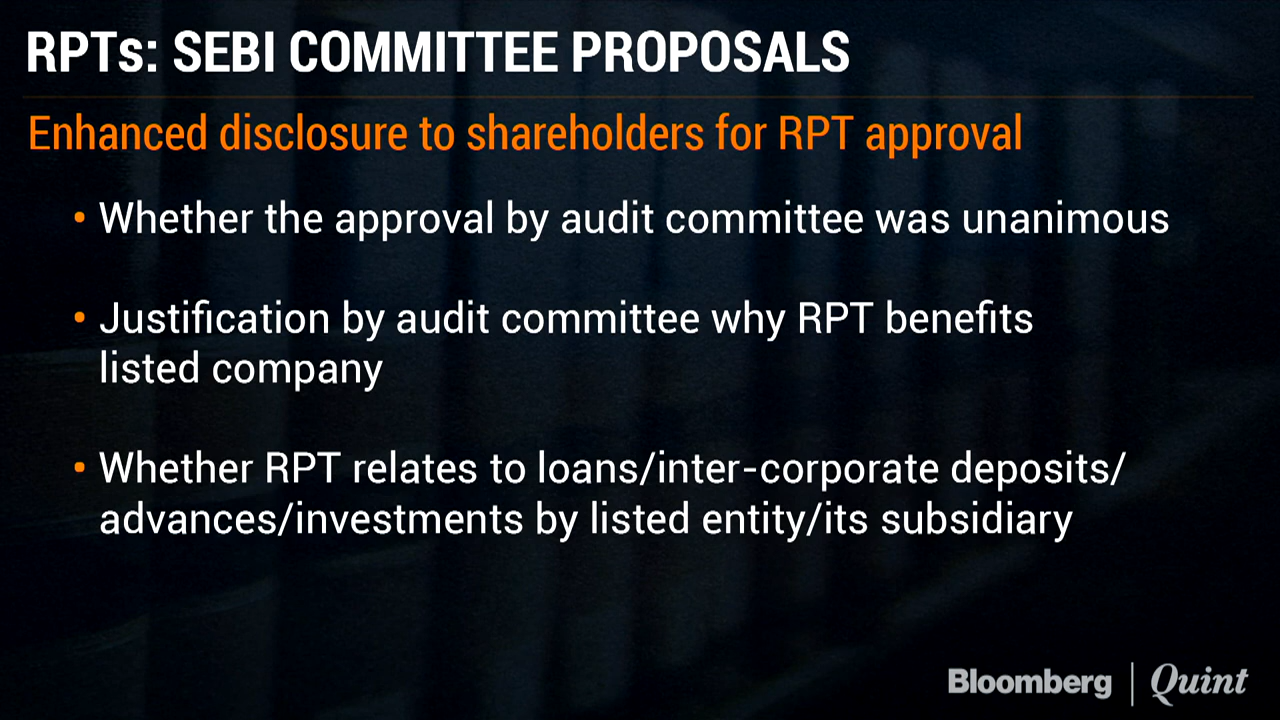 RPTs: SEBI COMMITTEE PROPOSALS
Enhanced disclosure to shareholders for RPT approval
• Whether the approval by audit committee was unanimous
• Justification by audit committee why RPT benefits
listed company
• Whether RPT relates to loans/inter-corporate deposits/
advances/investments by listed entity/its subsidiary
Bloomberg | Quint